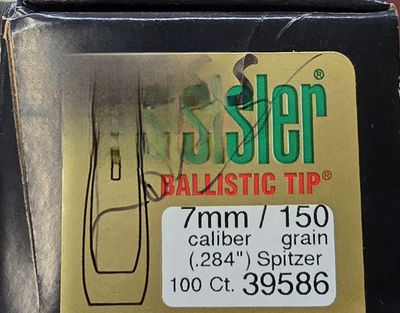 BALLISTIC TIP®
7mm / 150
caliber grain
(.284") Spitzer
100 Ct. 39586